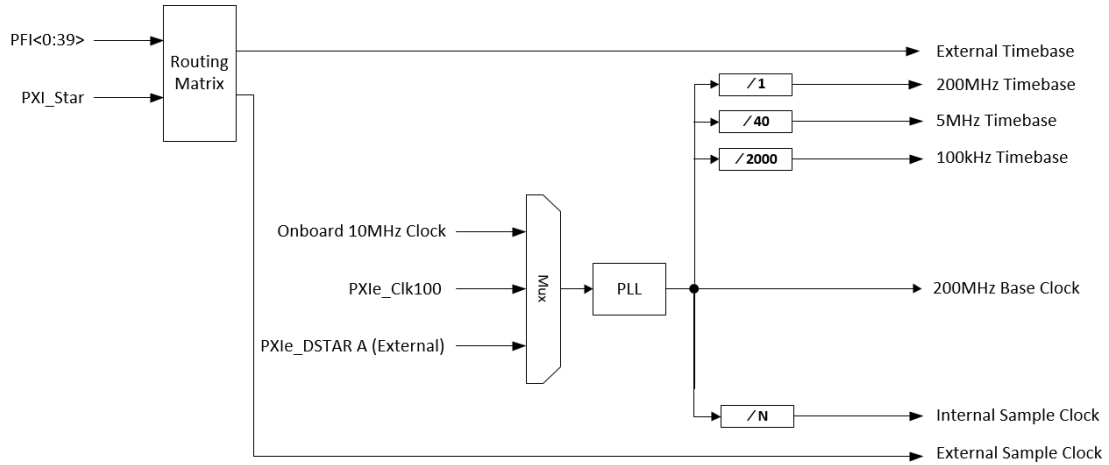 PFI<0:39>
PXI_Star
Routing
Matrix
External Timebase
/ 1
200MHz Timebase
/ 40
5MHz Timebase
/ 2000
100kHz Timebase
Onboard 10MHz Clock
PXIe_Clk100
PXIe_DSTAR A (External)
Mux
PLL
200MHz Base Clock
/ N
Internal Sample Clock
External Sample Clock